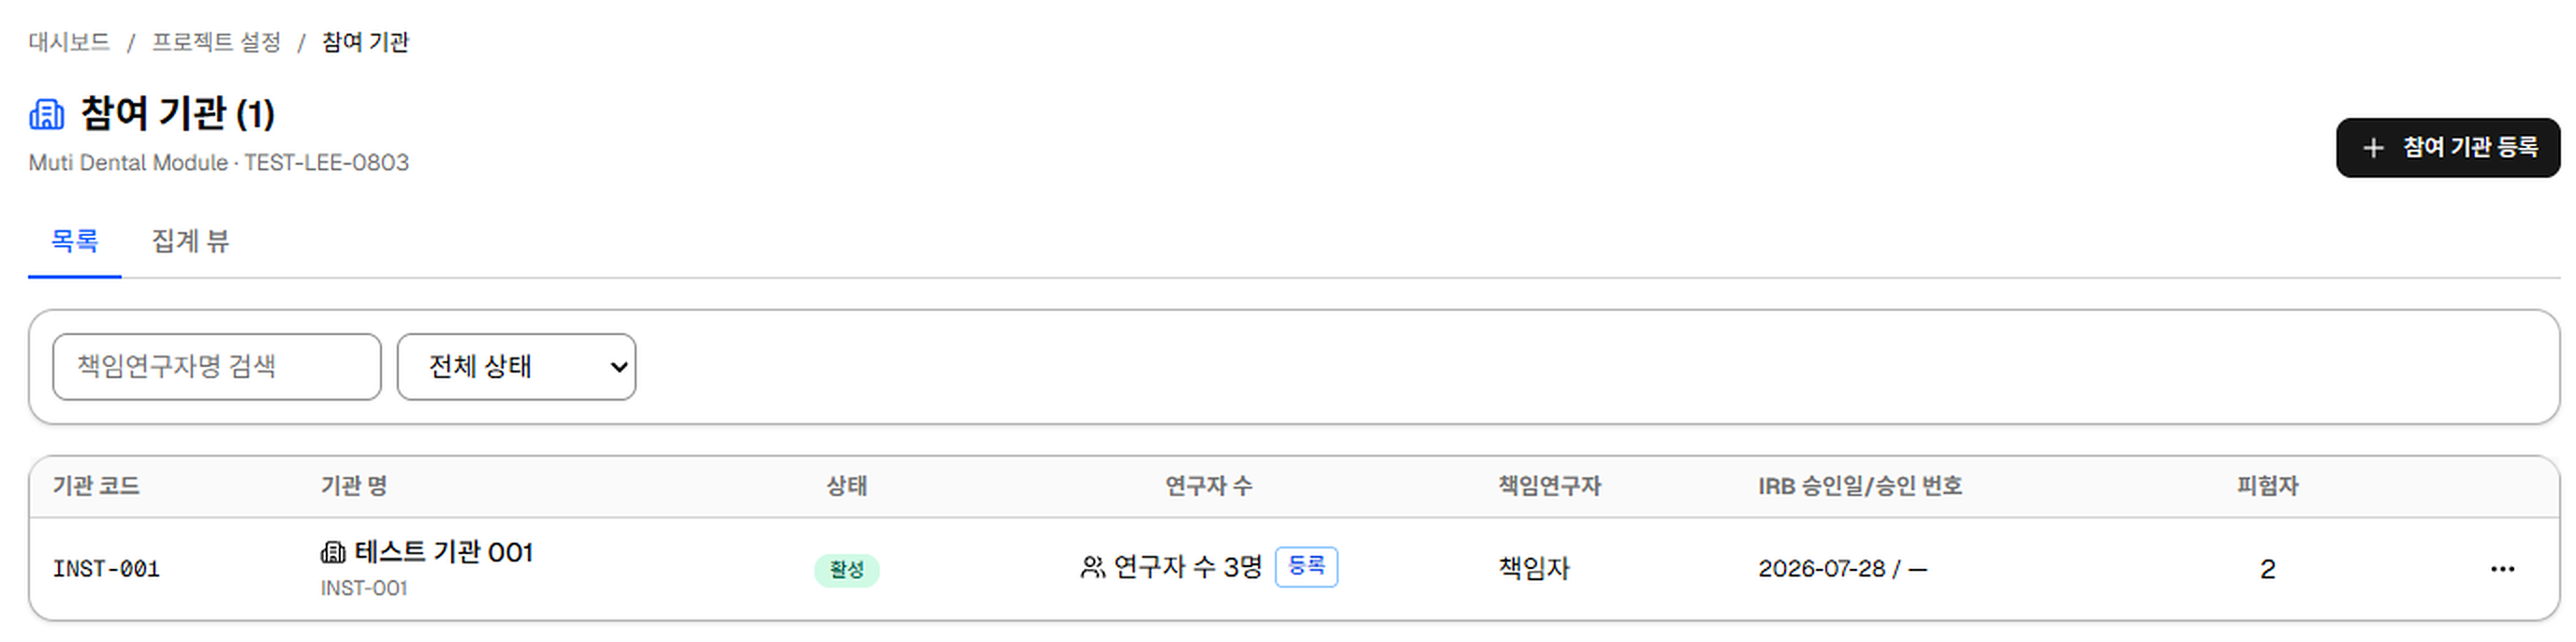 대시보드 / 프로젝트 설정 / 참여 기관
참여 기관 (1)
Muti Dental Module · TEST-LEE-0803
+ 참여 기관 등록
목록 집계 뷰
책임연구자명 검색 전체 상태
기관 코드 기관 명 상태 연구자 수 책임연구자 IRB 승인일/승인 번호 피험자
INST-001 테스트 기관 001 활성 연구자 수 3명 등록 책임자 2026-07-28 / — 2 ···
INST-001